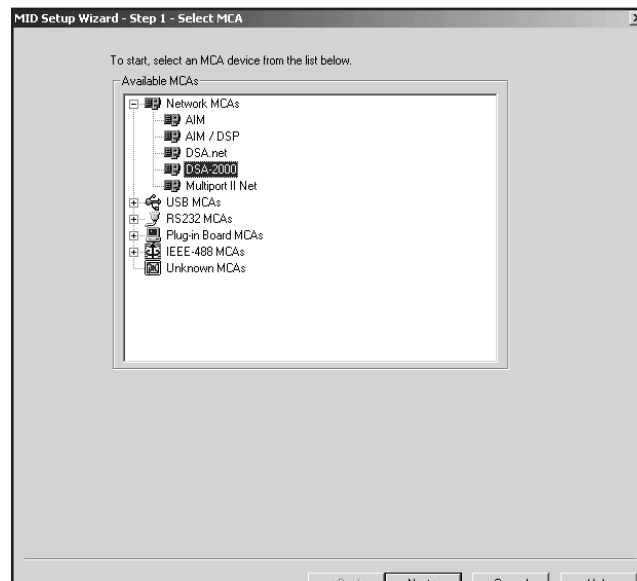 MID Setup Wizard - Step 1 - Select MCA
To start, select an MCA device from the list below.
Available MCAs
Network MCAs
AIM
AIM / DSP
DSA.net
DSA-2000
Multiport II Net
USB MCAs
RS232 MCAs
Plug-in Board MCAs
IEEE-488 MCAs
Unknown MCAs